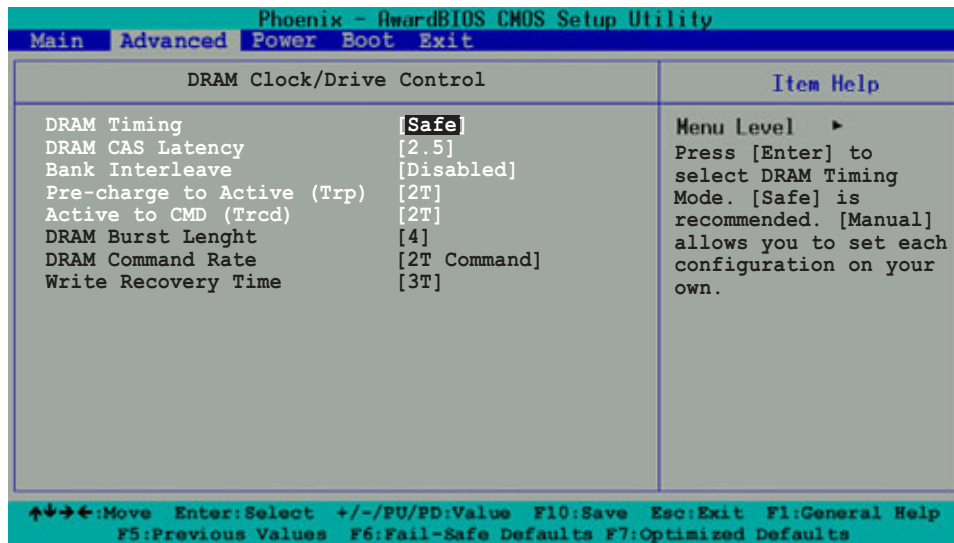 Phoenix - AwardBIOS CMOS Setup Utility
Main Advanced Power Boot Exit
DRAM Clock/Drive Control
Item Help
DRAM Timing [Safe]
DRAM CAS Latency [2.5]
Bank Interleave [Disabled]
Pre-charge to Active (Trp) [2T]
Active to CMD (Trcd) [2T]
DRAM Burst Lenght [4]
DRAM Command Rate [2T Command]
Write Recovery Time [3T]
Menu Level ►
Press [Enter] to
select DRAM Timing
Mode. [Safe] is
recommended. [Manual]
allows you to set each
configuration on your
own.
↑↓→←:Move Enter:Select +/-/PU/PD:Value F10:Save Esc:Exit F1:General Help
F5:Previous Values F6:Fail-Safe Defaults F7:Optimized Defaults